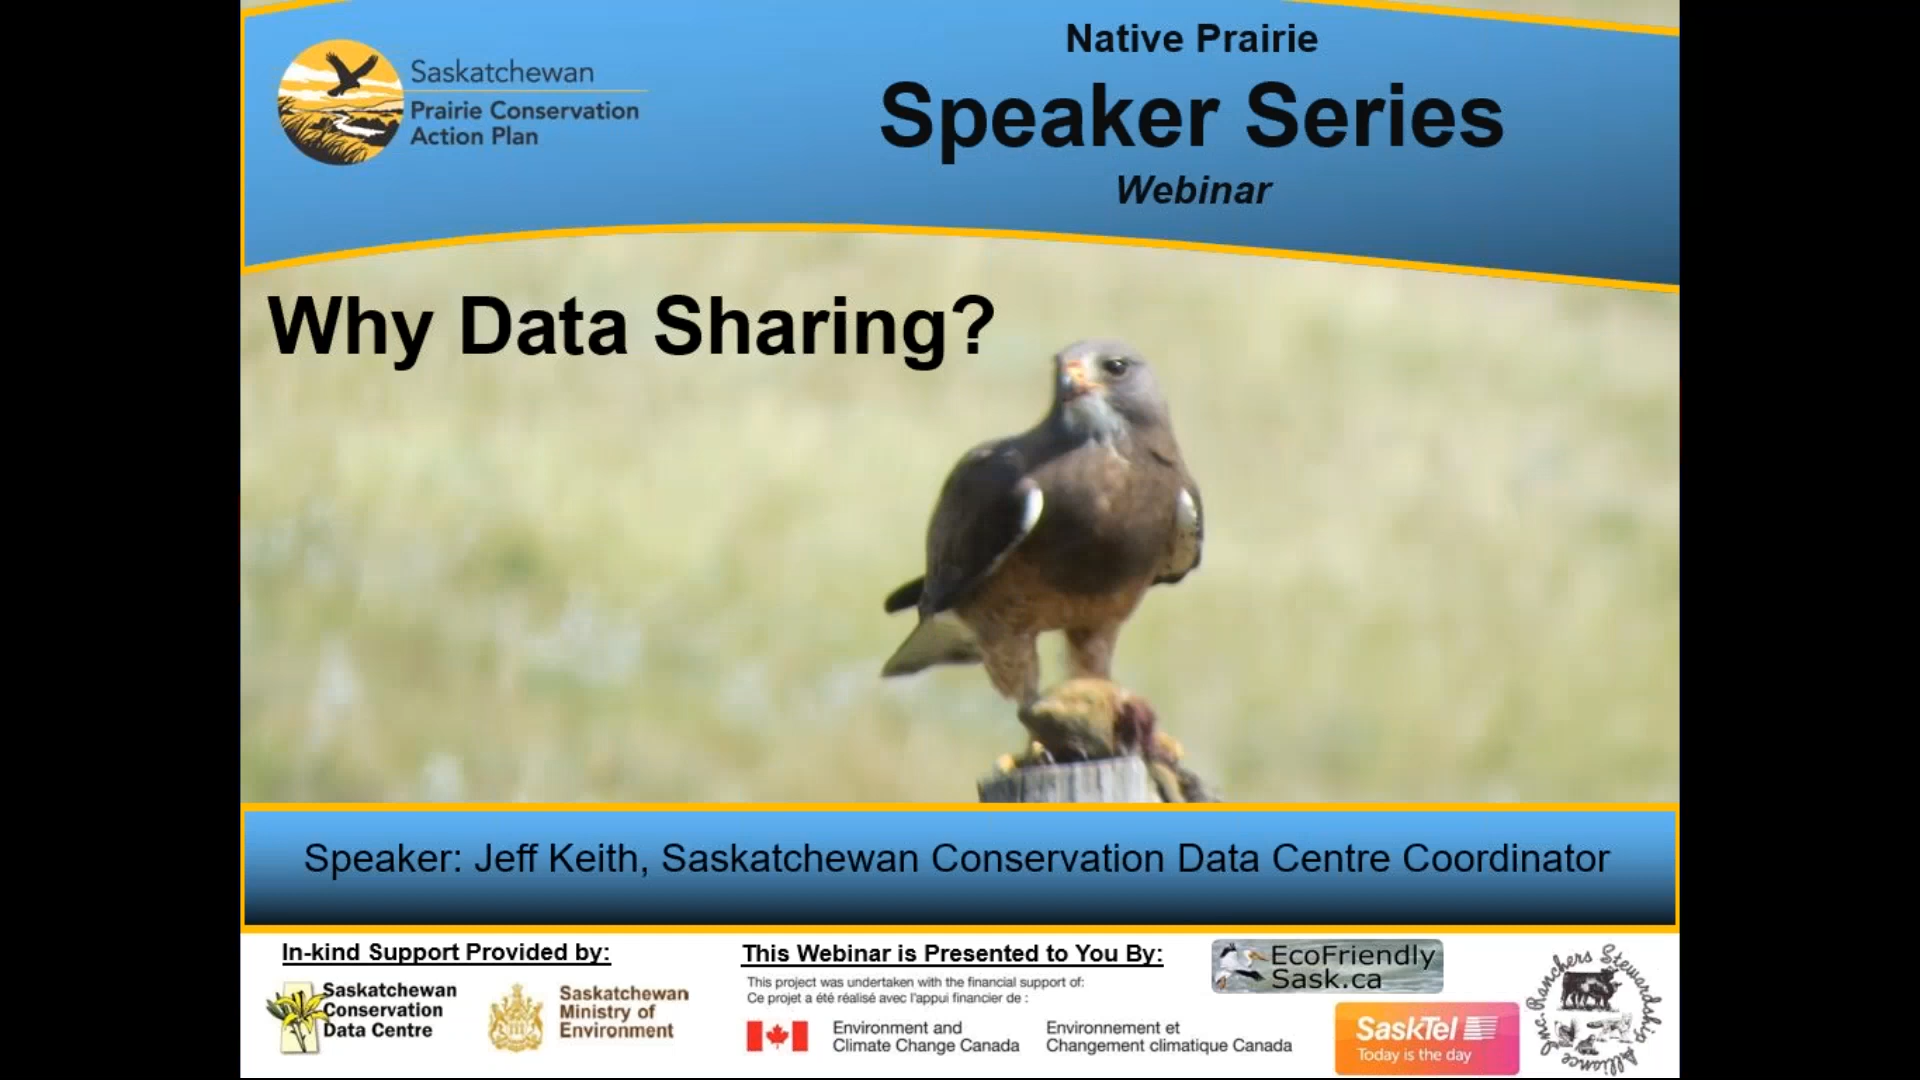 Saskatchewan
Prairie Conservation
Action Plan
Native Prairie
Speaker Series
Webinar
Why Data Sharing?
Speaker: Jeff Keith, Saskatchewan Conservation Data Centre Coordinator
In-kind Support Provided by:
Saskatchewan
Conservation
Data Centre
Saskatchewan
Ministry of
Environment
This Webinar is Presented to You By:
This project was undertaken with the financial support of:
Ce projet a été réalisé avec l'appui financier de :
Environment and
Climate Change Canada
Environnement et
Changement climatique Canada
EcoFriendly
Sask.ca
SaskTel
Today is the day
Ranchers Stewardship Alliance Inc.